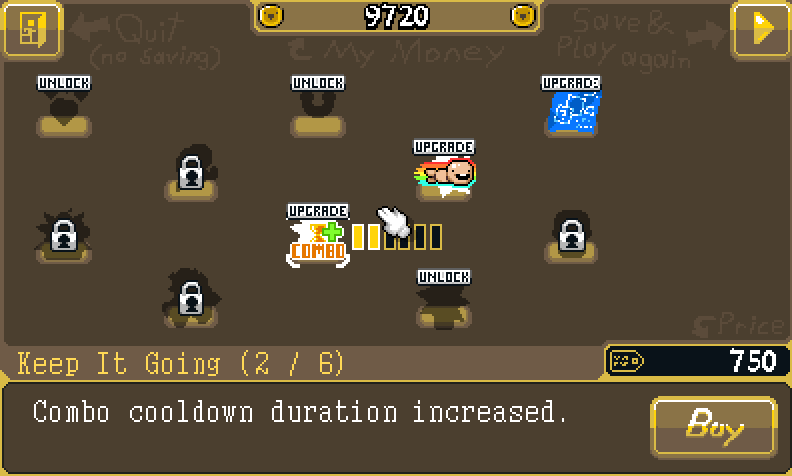 9720
Quit
(no saving)
My Money
Save &
Play again
UNLOCK
UNLOCK
UPGRADE
UPGRADE
UPGRADE
COMBO
UNLOCK
Price
Keep It Going (2 / 6)
750
Combo cooldown duration increased.
Buy